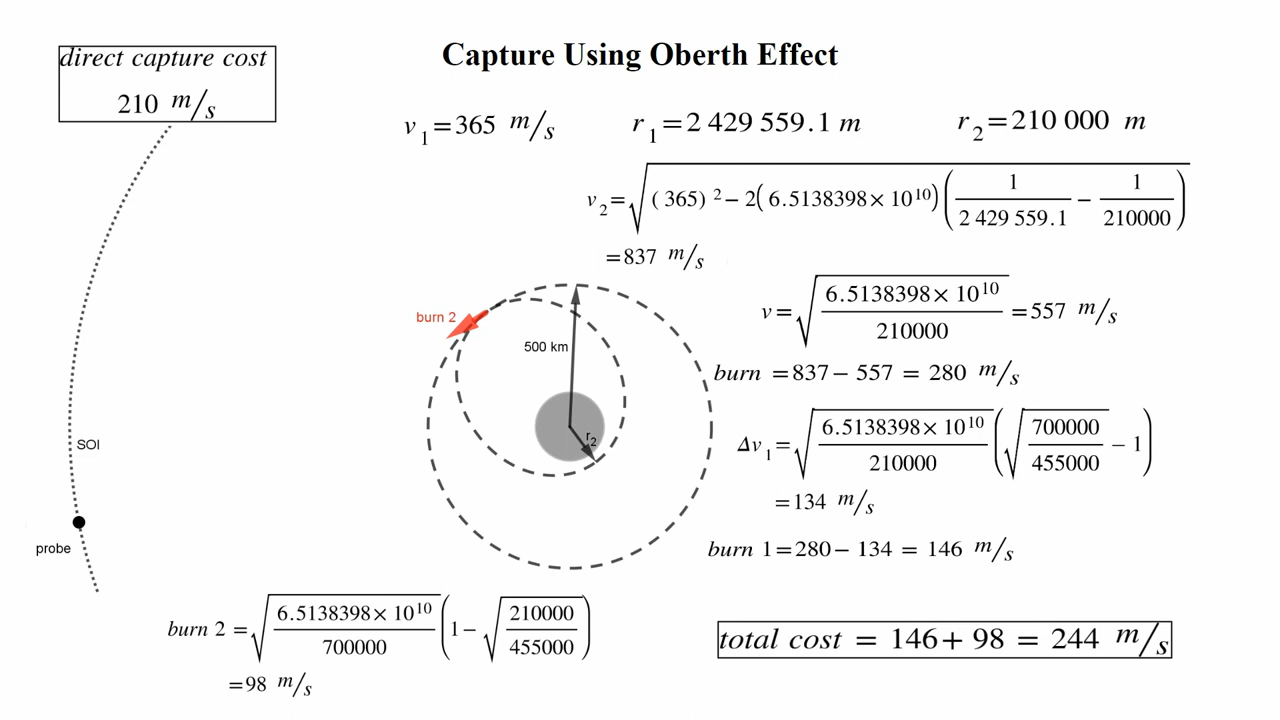 Capture Using Oberth Effect
direct capture cost
210 m/s
v₁=365 m/s
r₁=2 429 559.1 m
r₂=210 000 m
v₂=√((365)²−2(6.5138398×10¹⁰)(1/2 429 559.1 − 1/210000))
=837 m/s
v=√(6.5138398×10¹⁰/210000)=557 m/s
burn =837−557 = 280 m/s
Δv₁=√(6.5138398×10¹⁰/210000)(√(700000/455000)−1)
=134 m/s
burn 1=280−134 = 146 m/s
burn 2
500 km
r₂
SOI
probe
burn 2 =√(6.5138398×10¹⁰/700000)(1−√(210000/455000))
=98 m/s
total cost = 146+98 = 244 m/s